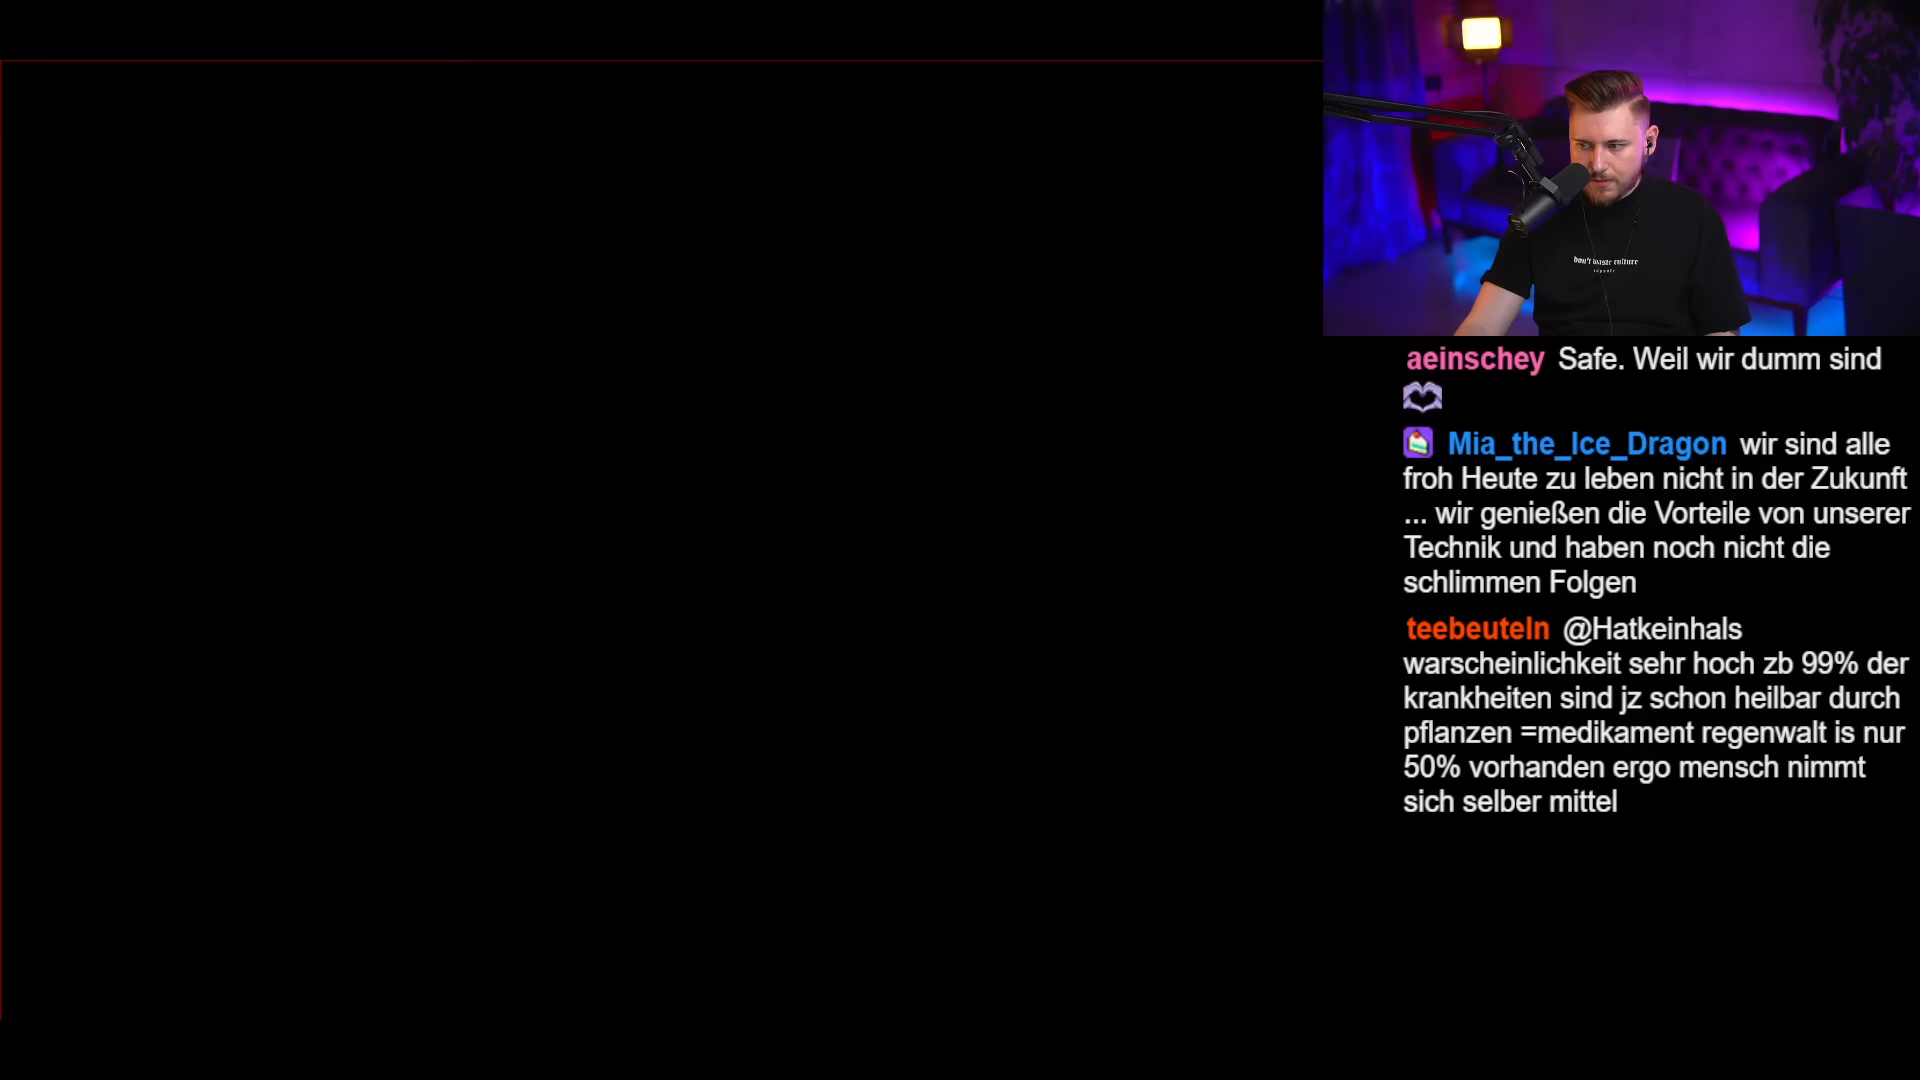 don't waste culture
aeinschey Safe. Weil wir dumm sind
Mia_the_Ice_Dragon wir sind alle
froh Heute zu leben nicht in der Zukunft
... wir genießen die Vorteile von unserer
Technik und haben noch nicht die
schlimmen Folgen
teebeuteln @Hatkeinhals
warscheinlichkeit sehr hoch zb 99% der
krankheiten sind jz schon heilbar durch
pflanzen =medikament regenwalt is nur
50% vorhanden ergo mensch nimmt
sich selber mittel